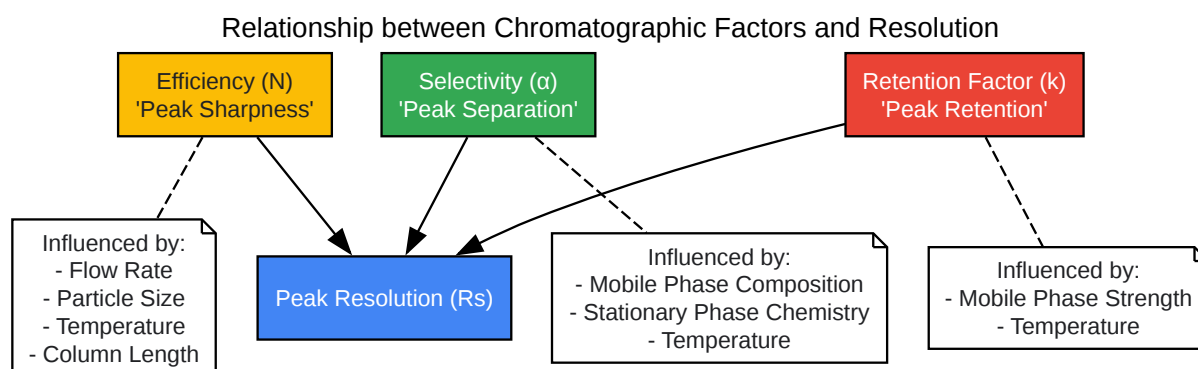 Relationship between Chromatographic Factors and Resolution
Efficiency (N)
'Peak Sharpness'
Selectivity (α)
'Peak Separation'
Retention Factor (k)
'Peak Retention'
Influenced by:
- Flow Rate
- Particle Size
- Temperature
- Column Length
Peak Resolution (Rs)
Influenced by:
- Mobile Phase Composition
- Stationary Phase Chemistry
- Temperature
Influenced by:
- Mobile Phase Strength
- Temperature